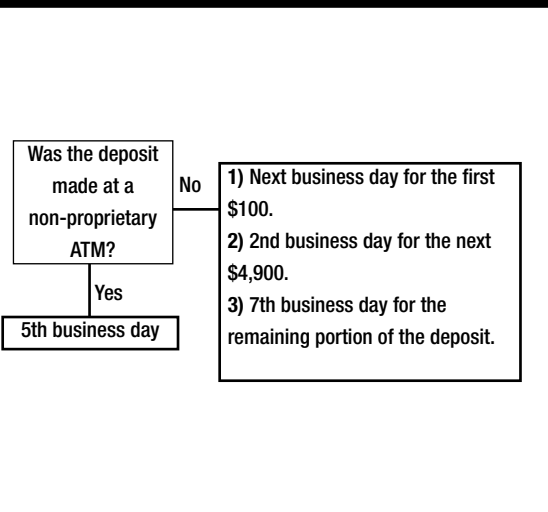 Was the deposit
made at a
non-proprietary
ATM?
No
1) Next business day for the first
$100.
2) 2nd business day for the next
$4,900.
3) 7th business day for the
remaining portion of the deposit.
Yes
5th business day